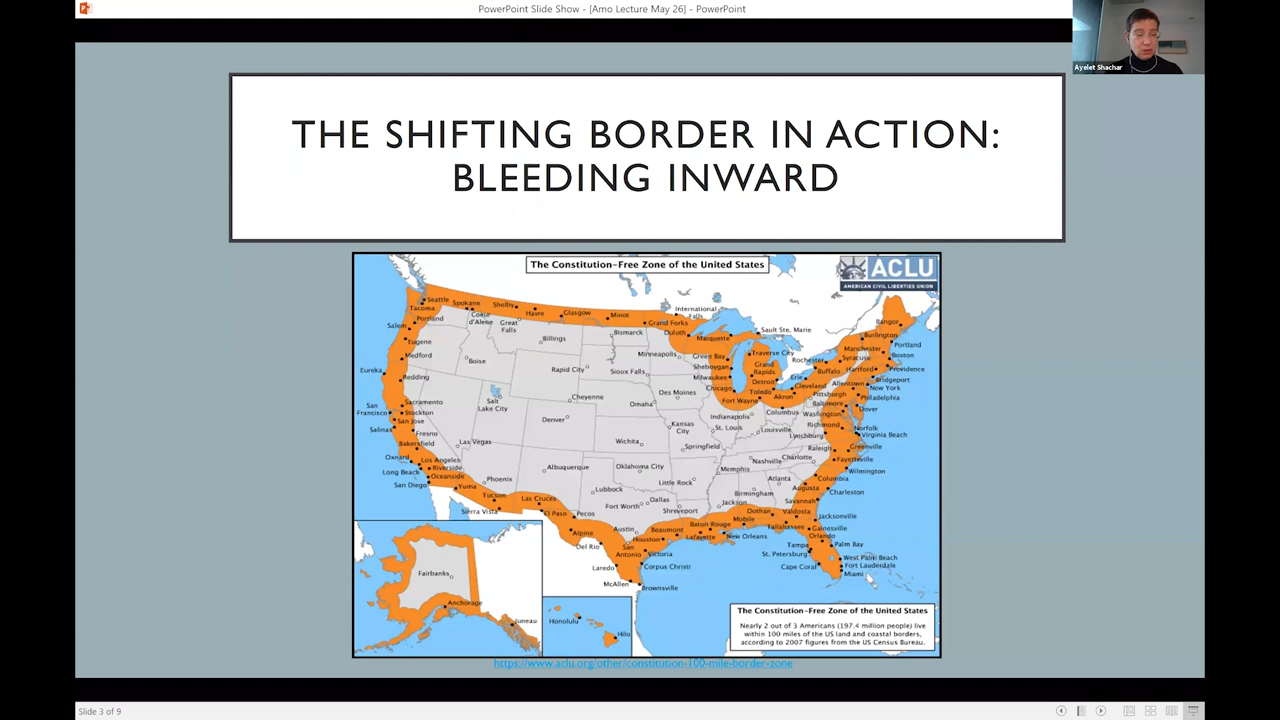 PowerPoint Slide Show - [Amo Lecture May 26] - PowerPoint
Ayelet Shachar
THE SHIFTING BORDER IN ACTION:
BLEEDING INWARD
The Constitution-Free Zone of the United States
ACLU
AMERICAN CIVIL LIBERTIES UNION
Seattle
Spokane
Shelby
Havre
Glasgow
Minot
International
Falls
Tacoma
Portland
Coeur
d'Alene
Great
Falls
Grand Forks
Duluth
Sault Ste. Marie
Bangor
Salem
Bismarck
Marquette
Burlington
Eugene
Billings
Portland
Medford
Boise
Minneapolis
Green Bay
Traverse City
Manchester
Boston
Rochester
Syracuse
Rapid City
Sioux Falls
Sheboygan
Grand
Rapids
Buffalo
Hartford
Providence
Eureka
Redding
Milwaukee
Detroit
Erie
Bridgeport
Chicago
Toledo
Cleveland
Allentown
New York
Salt
Lake City
Cheyenne
Omaha
Des Moines
Fort Wayne
Akron
Pittsburgh
Philadelphia
San
Francisco
Sacramento
Stockton
San Jose
Denver
Indianapolis
Columbus
Baltimore
Washington
Dover
Salinas
Fresno
Kansas
City
St. Louis
Louisville
Richmond
Norfolk
Virginia Beach
Bakersfield
Las Vegas
Wichita
Springfield
Lynchburg
Oxnard
Los Angeles
Raleigh
Greenville
Long Beach
Riverside
Oceanside
Albuquerque
Oklahoma City
Memphis
Nashville
Charlotte
Fayetteville
Wilmington
San Diego
Phoenix
Little Rock
Atlanta
Columbia
Yuma
Lubbock
Birmingham
Augusta
Charleston
Tucson
Las Cruces
Fort Worth
Dallas
Shreveport
Jackson
Savannah
Sierra Vista
El Paso
Pecos
Dothan
Valdosta
Jacksonville
Austin
Beaumont
Baton Rouge
Mobile
Tallahassee
Gainesville
Alpine
Houston
Lafayette
New Orleans
Orlando
Del Rio
San
Antonio
Victoria
Tampa
Palm Bay
St. Petersburg
West Palm Beach
Laredo
Corpus Christi
Cape Coral
Fort Lauderdale
Miami
McAllen
Brownsville
Fairbanks
Anchorage
Juneau
Honolulu
Hilo
The Constitution-Free Zone of the United States
Nearly 2 out of 3 Americans (197.4 million people) live
within 100 miles of the US land and coastal borders,
according to 2007 figures from the US Census Bureau.
https://www.aclu.org/other/constitution-100-mile-border-zone
Slide 3 of 9